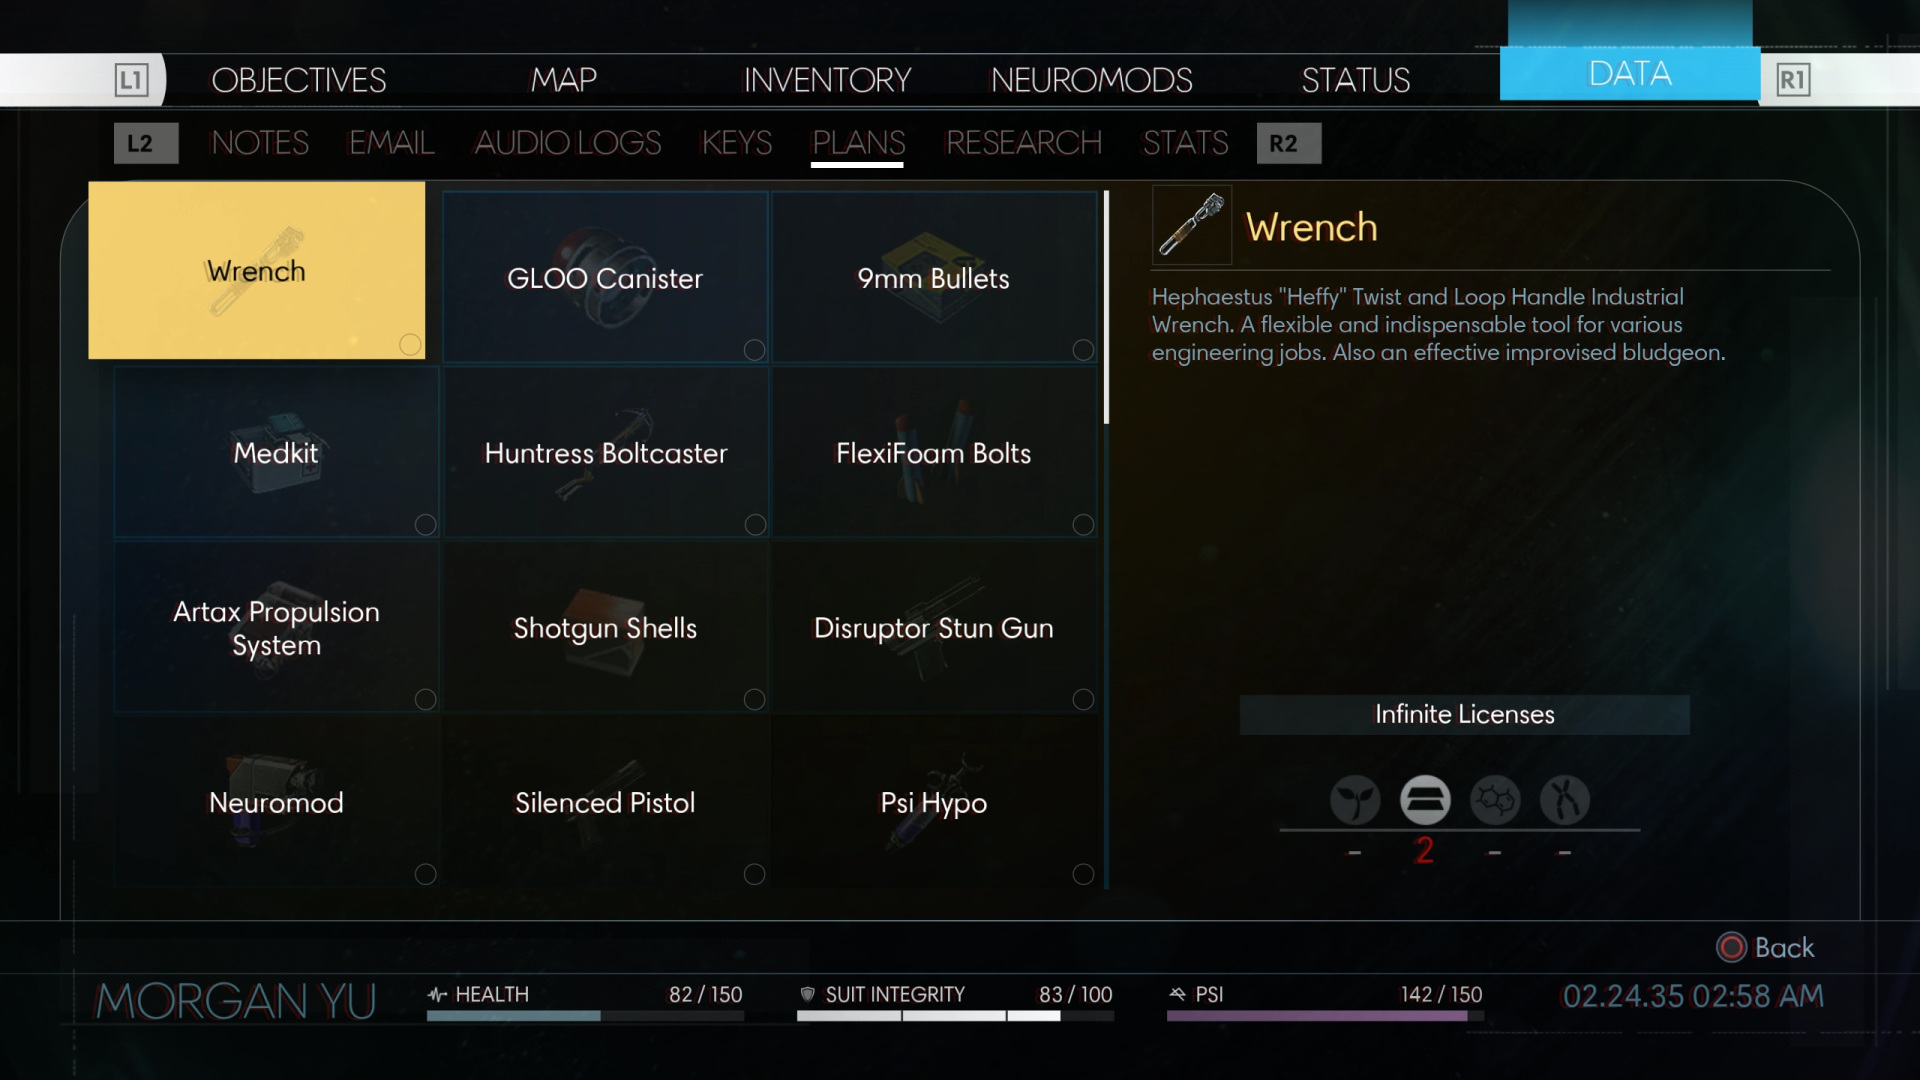 L1 OBJECTIVES MAP INVENTORY NEUROMODS STATUS DATA R1
L2 NOTES EMAIL AUDIO LOGS KEYS PLANS RESEARCH STATS R2
Wrench
GLOO Canister
9mm Bullets
Medkit
Huntress Boltcaster
FlexiFoam Bolts
Artax Propulsion
System
Shotgun Shells
Disruptor Stun Gun
Neuromod
Silenced Pistol
Psi Hypo
Wrench
Hephaestus "Heffy" Twist and Loop Handle Industrial
Wrench. A flexible and indispensable tool for various
engineering jobs. Also an effective improvised bludgeon.
Infinite Licenses
- 2 - -
Back
MORGAN YU
HEALTH 82 / 150
SUIT INTEGRITY 83 / 100
PSI 142 / 150
02.24.35 02:58 AM